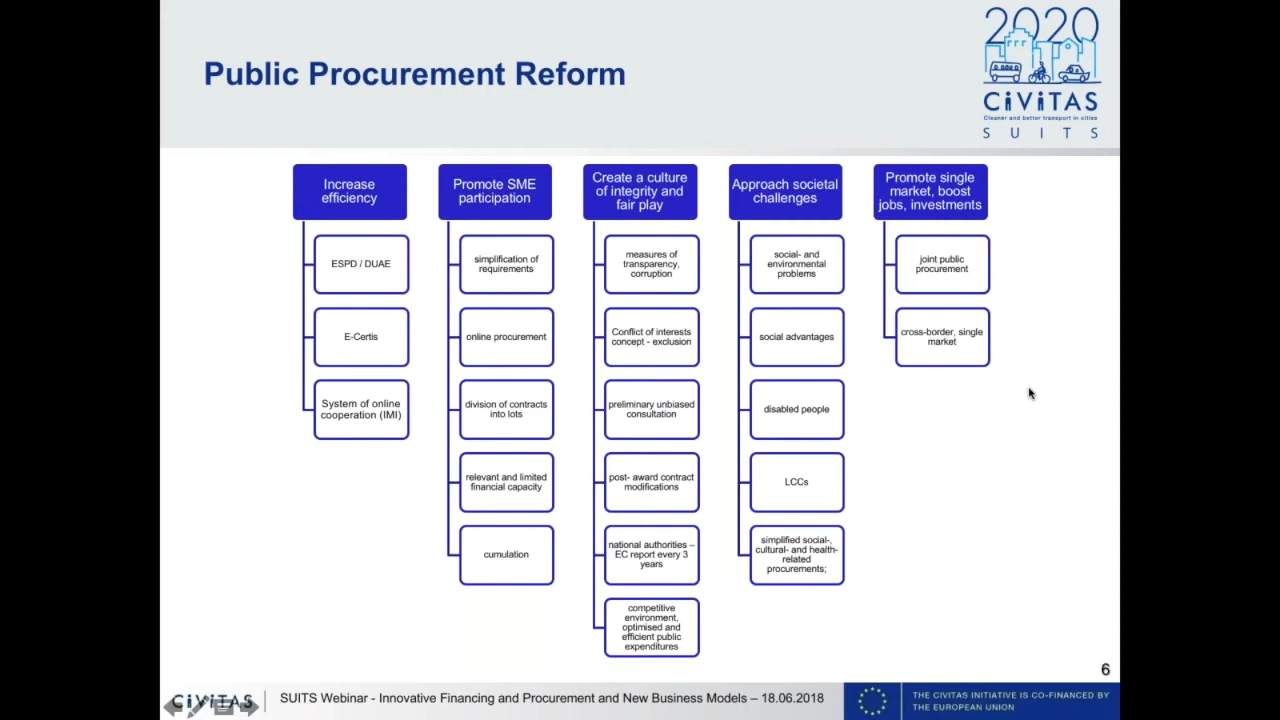 Public Procurement Reform
2020
CiViTAS
Cleaner and better transport in cities
S U I T S
Increase
efficiency
ESPD / DUAE
E-Certis
System of online
cooperation (IMI)
Promote SME
participation
simplification of
requirements
online procurement
division of contracts
into lots
relevant and limited
financial capacity
cumulation
Create a culture
of integrity and
fair play
measures of
transparency,
corruption
Conflict of interests
concept - exclusion
preliminary unbiased
consultation
post- award contract
modifications
national authorities –
EC report every 3
years
competitive
environment,
optimised and
efficient public
expenditures
Approach societal
challenges
social- and
environmental
problems
social advantages
disabled people
LCCs
simplified social-,
cultural- and health-
related
procurements;
Promote single
market, boost
jobs, investments
joint public
procurement
cross-border, single
market
6
CiViTAS
SUITS Webinar - Innovative Financing and Procurement and New Business Models – 18.06.2018
THE CIVITAS INITIATIVE IS CO-FINANCED BY
THE EUROPEAN UNION